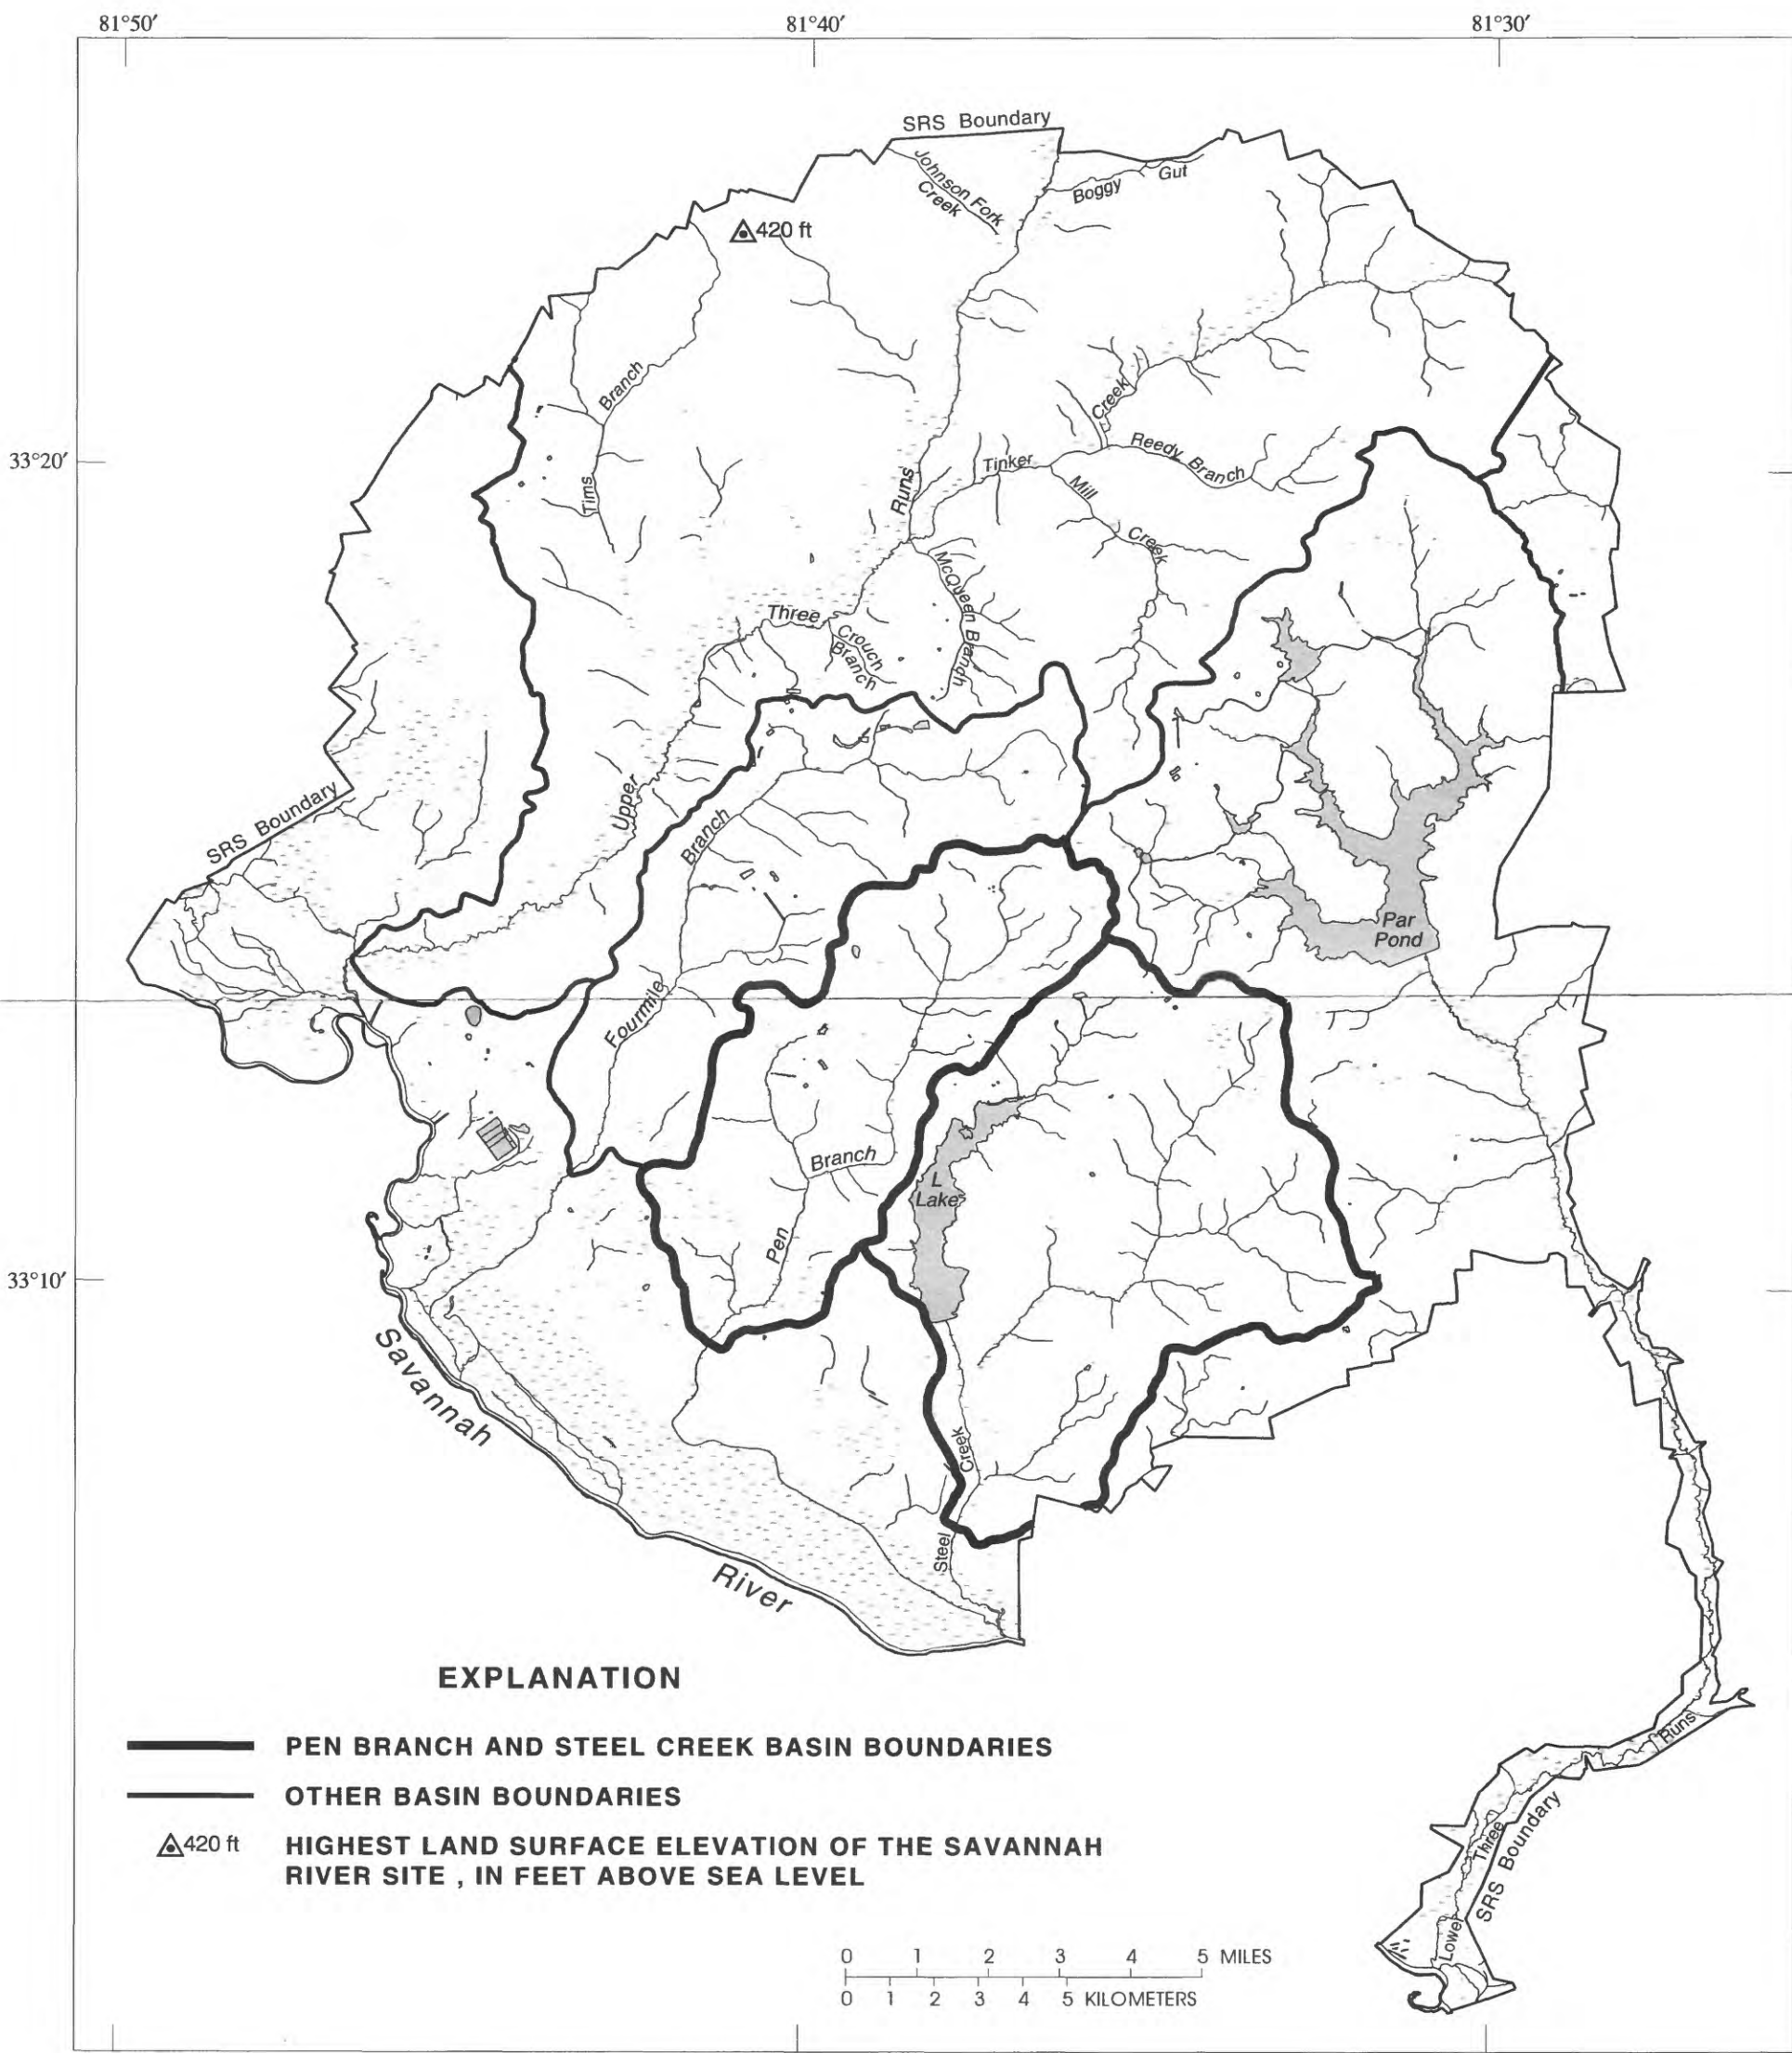 81°50′
81°40′
81°30′
SRS Boundary
Johnson Fork
Creek
Boggy
Gut
420 ft
Branch
Creek
33°20′
Reedy Branch
Tinker
Tims
Runs
Mill
Creek
McQueen Branch
Three
Crouch
Branch
Upper
SRS Boundary
Branch
Par
Pond
Fourmile
Branch
L
Lake
Pen
33°10′
Savannah
Creek
Steel
River
EXPLANATION
PEN BRANCH AND STEEL CREEK BASIN BOUNDARIES
OTHER BASIN BOUNDARIES
420 ft
HIGHEST LAND SURFACE ELEVATION OF THE SAVANNAH
RIVER SITE , IN FEET ABOVE SEA LEVEL
Runs
Three
SRS Boundary
Lower
0 1 2 3 4 5 MILES
0 1 2 3 4 5 KILOMETERS